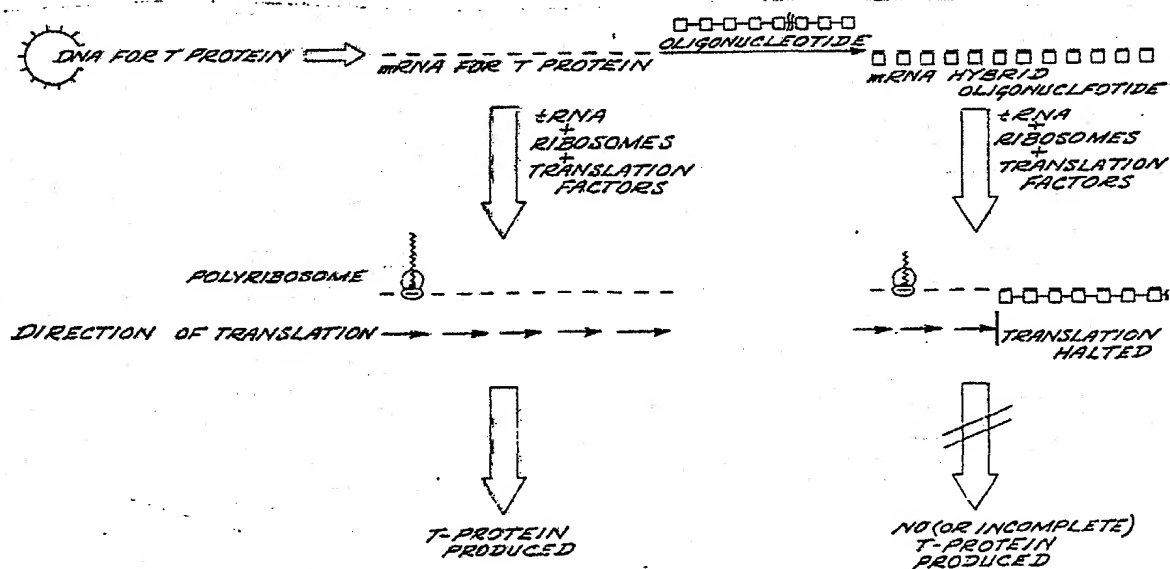 DNA FOR T PROTEIN
mRNA FOR T PROTEIN
OLIGONUCLEOTIDE
mRNA HYBRID
OLIGONUCLEOTIDE
tRNA
+
RIBOSOMES
+
TRANSLATION
FACTORS
tRNA
+
RIBOSOMES
+
TRANSLATION
FACTORS
POLYRIBOSOME
DIRECTION OF TRANSLATION
TRANSLATION
HALTED
T-PROTEIN
PRODUCED
NO (OR INCOMPLETE)
T-PROTEIN
PRODUCED